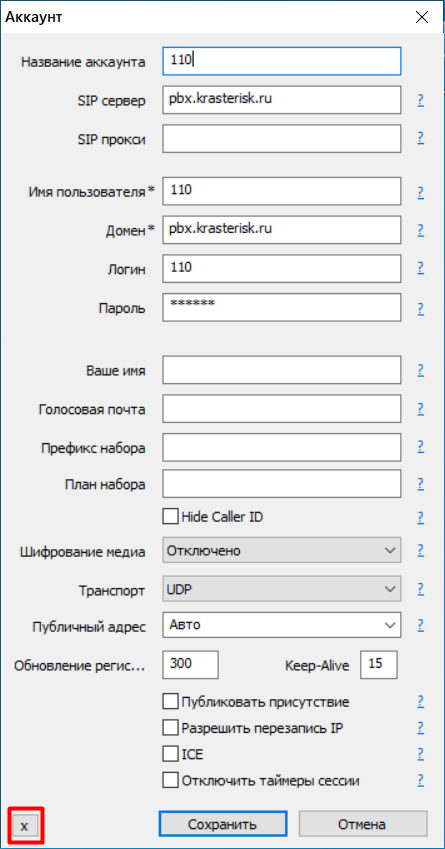 Аккаунт
Название аккаунта 110
SIP сервер pbx.krasterisk.ru ?
SIP прокси ?
Имя пользователя* 110 ?
Домен* pbx.krasterisk.ru ?
Логин 110 ?
Пароль ****** ?
Ваше имя ?
Голосовая почта ?
Префикс набора ?
План набора ?
Hide Caller ID ?
Шифрование медиа Отключено ?
Транспорт UDP ?
Публичный адрес Авто ?
Обновление регис... 300 Keep-Alive 15 ?
Публиковать присутствие ?
Разрешить перезапись IP ?
ICE ?
Отключить таймеры сессии ?
x Сохранить Отмена